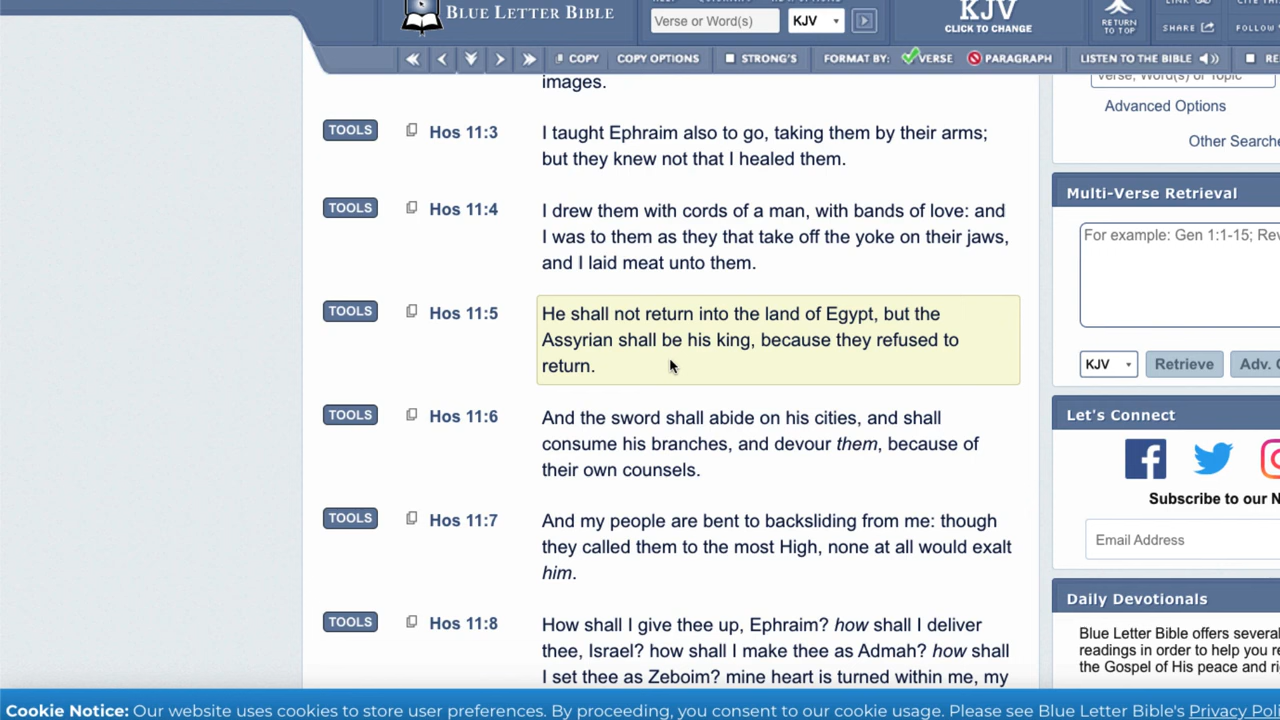 BLUE LETTER BIBLE
Verse or Word(s)
KJV
KJV
CLICK TO CHANGE
RETURN
TO TOP
SHARE
FOLLOW
COPY
COPY OPTIONS
STRONG'S
FORMAT BY:
VERSE
PARAGRAPH
LISTEN TO THE BIBLE
RE
images.
TOOLS
Hos 11:3
I taught Ephraim also to go, taking them by their arms;
but they knew not that I healed them.
TOOLS
Hos 11:4
I drew them with cords of a man, with bands of love: and
I was to them as they that take off the yoke on their jaws,
and I laid meat unto them.
TOOLS
Hos 11:5
He shall not return into the land of Egypt, but the
Assyrian shall be his king, because they refused to
return.
TOOLS
Hos 11:6
And the sword shall abide on his cities, and shall
consume his branches, and devour them, because of
their own counsels.
TOOLS
Hos 11:7
And my people are bent to backsliding from me: though
they called them to the most High, none at all would exalt
him.
TOOLS
Hos 11:8
How shall I give thee up, Ephraim? how shall I deliver
thee, Israel? how shall I make thee as Admah? how shall
I set thee as Zeboim? mine heart is turned within me, my
Verse, Word(s) or Topic
Advanced Options
Other Searche
Multi-Verse Retrieval
For example: Gen 1:1-15; Rev
KJV
Retrieve
Adv.
Let's Connect
Subscribe to our N
Email Address
Daily Devotionals
Blue Letter Bible offers several
readings in order to help you re
the Gospel of His peace and
Cookie Notice: Our website uses cookies to store user preferences. By proceeding, you consent to our cookie usage. Please see Blue Letter Bible's Privacy Pol